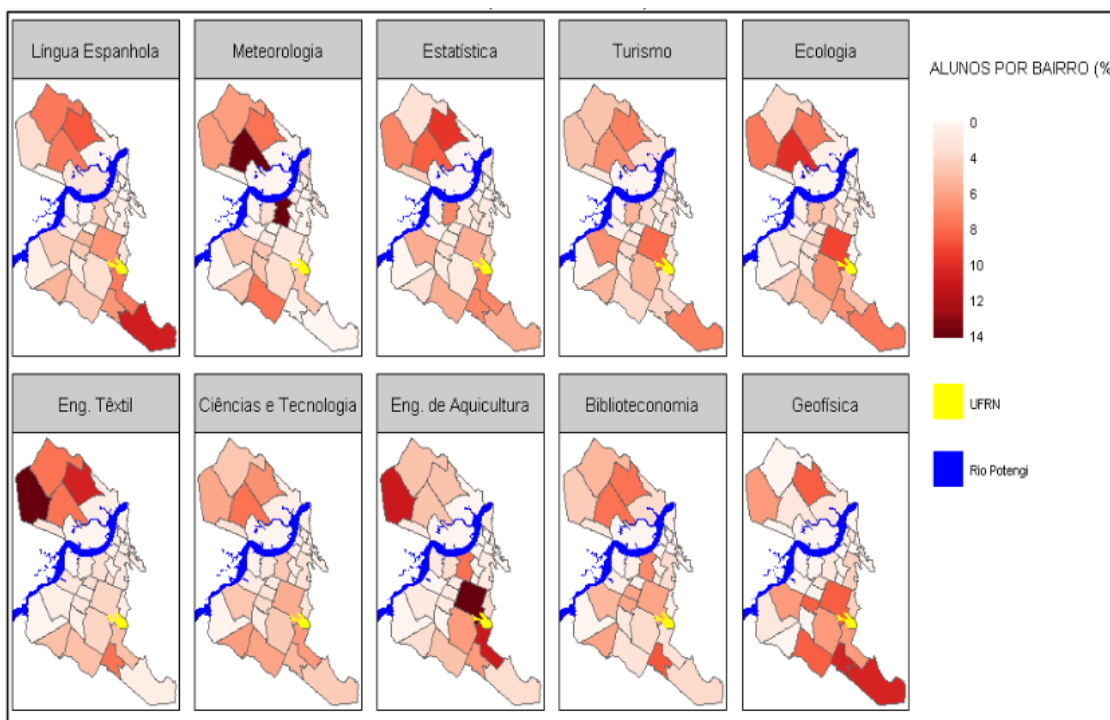 Língua Espanhola
Meteorologia
Estatística
Turismo
Ecologia
ALUNOS POR BAIRRO (%
0
2
4
6
8
10
12
14
UFRN
Rio Potengi
Eng. Têxtil
Ciências e Tecnologia
Eng. de Aquicultura
Biblioteconomia
Geofísica